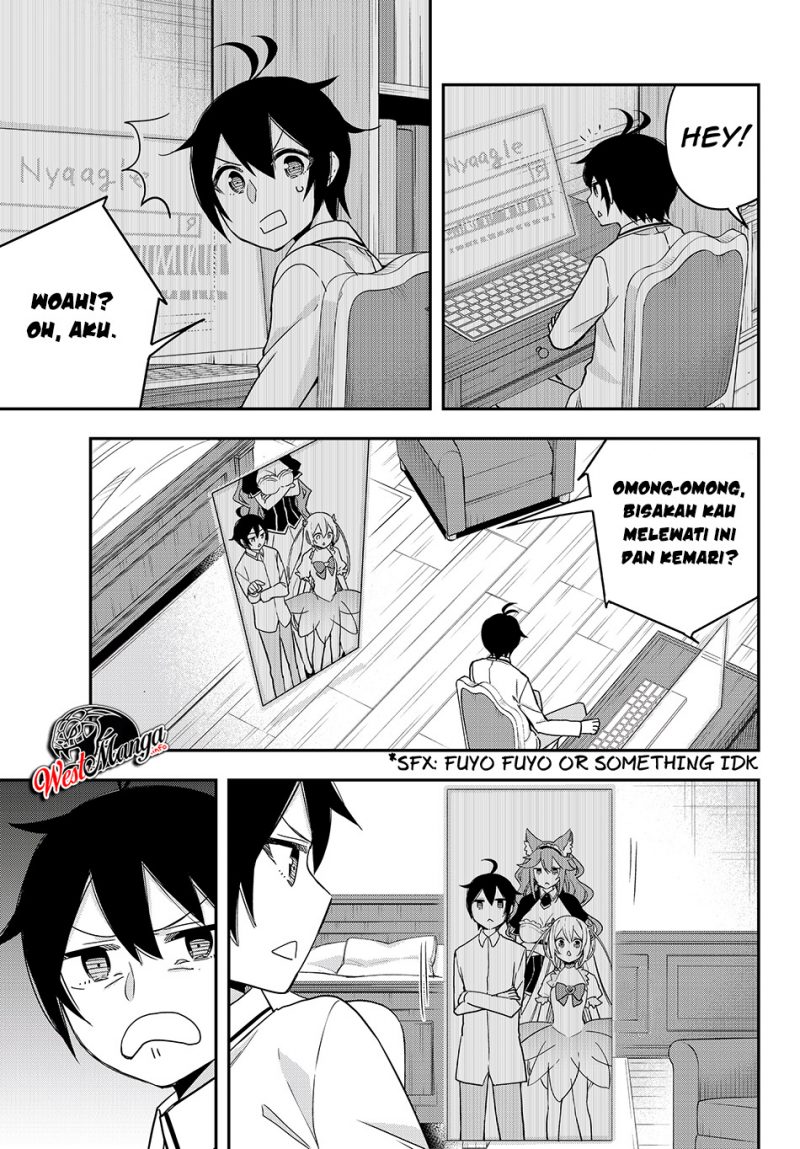 HEY!
Nyaagle
Nyaagle
WOAH!?
OH, AKU.
OMONG-OMONG,
BISAKAH KAU
MELEWATI INI
DAN KEMARI?
WestManga.info
*SFX: FUYO FUYO OR SOMETHING IDK